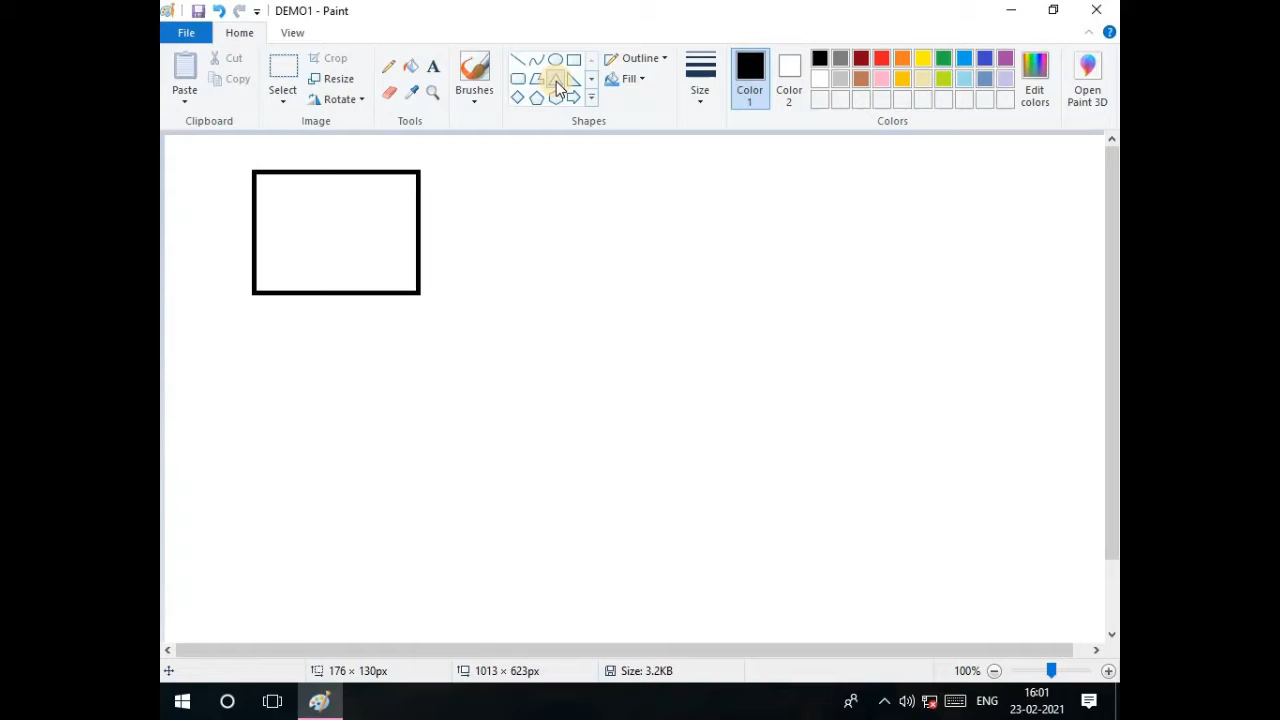 DEMO1 - Paint
File Home View
Paste
Cut
Copy
Clipboard
Select
Crop
Resize
Rotate
Image
A
Tools
Brushes
Outline
Fill
Shapes
Size
Color 1
Color 2
Edit colors
Colors
Open Paint 3D
176 × 130px
1013 × 623px
Size: 3.2KB
100%
ENG
16:01
23-02-2021